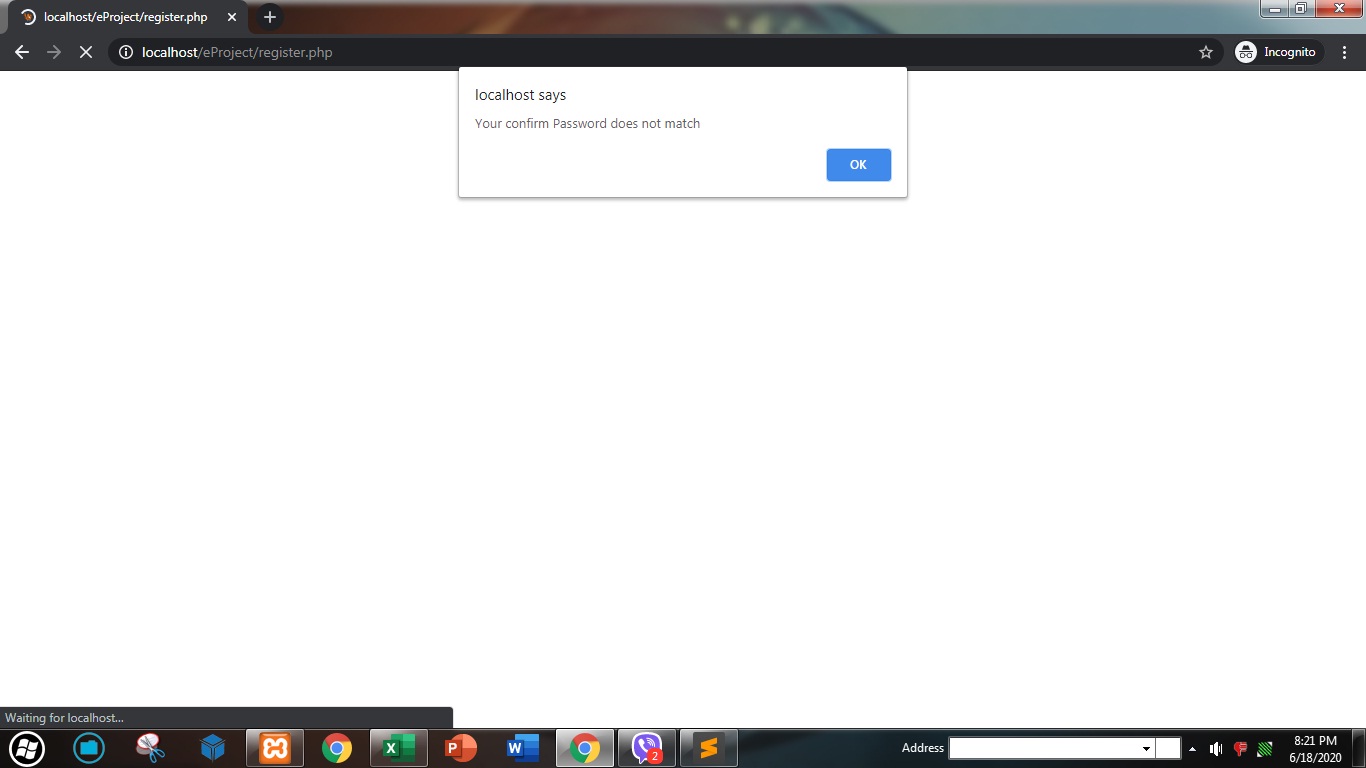 localhost/eProject/register.php
localhost/eProject/register.php
Incognito
localhost says
Your confirm Password does not match
OK
Waiting for localhost...
X
P
W
2
Address
8:21 PM
6/18/2020